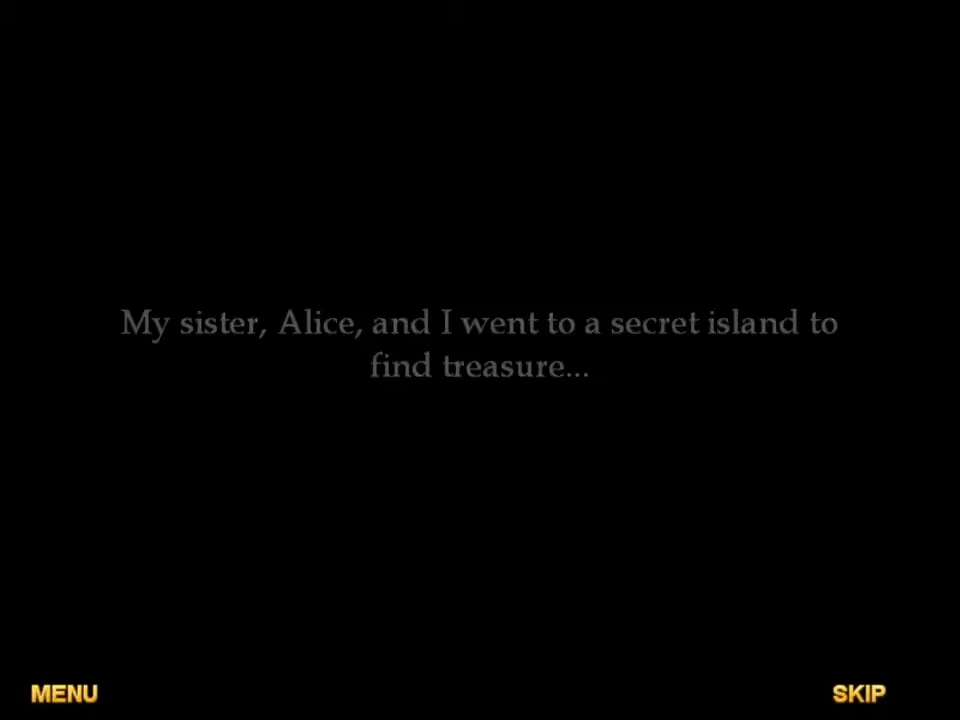 My sister, Alice, and I went to a secret island to
find treasure...
MENU
SKIP